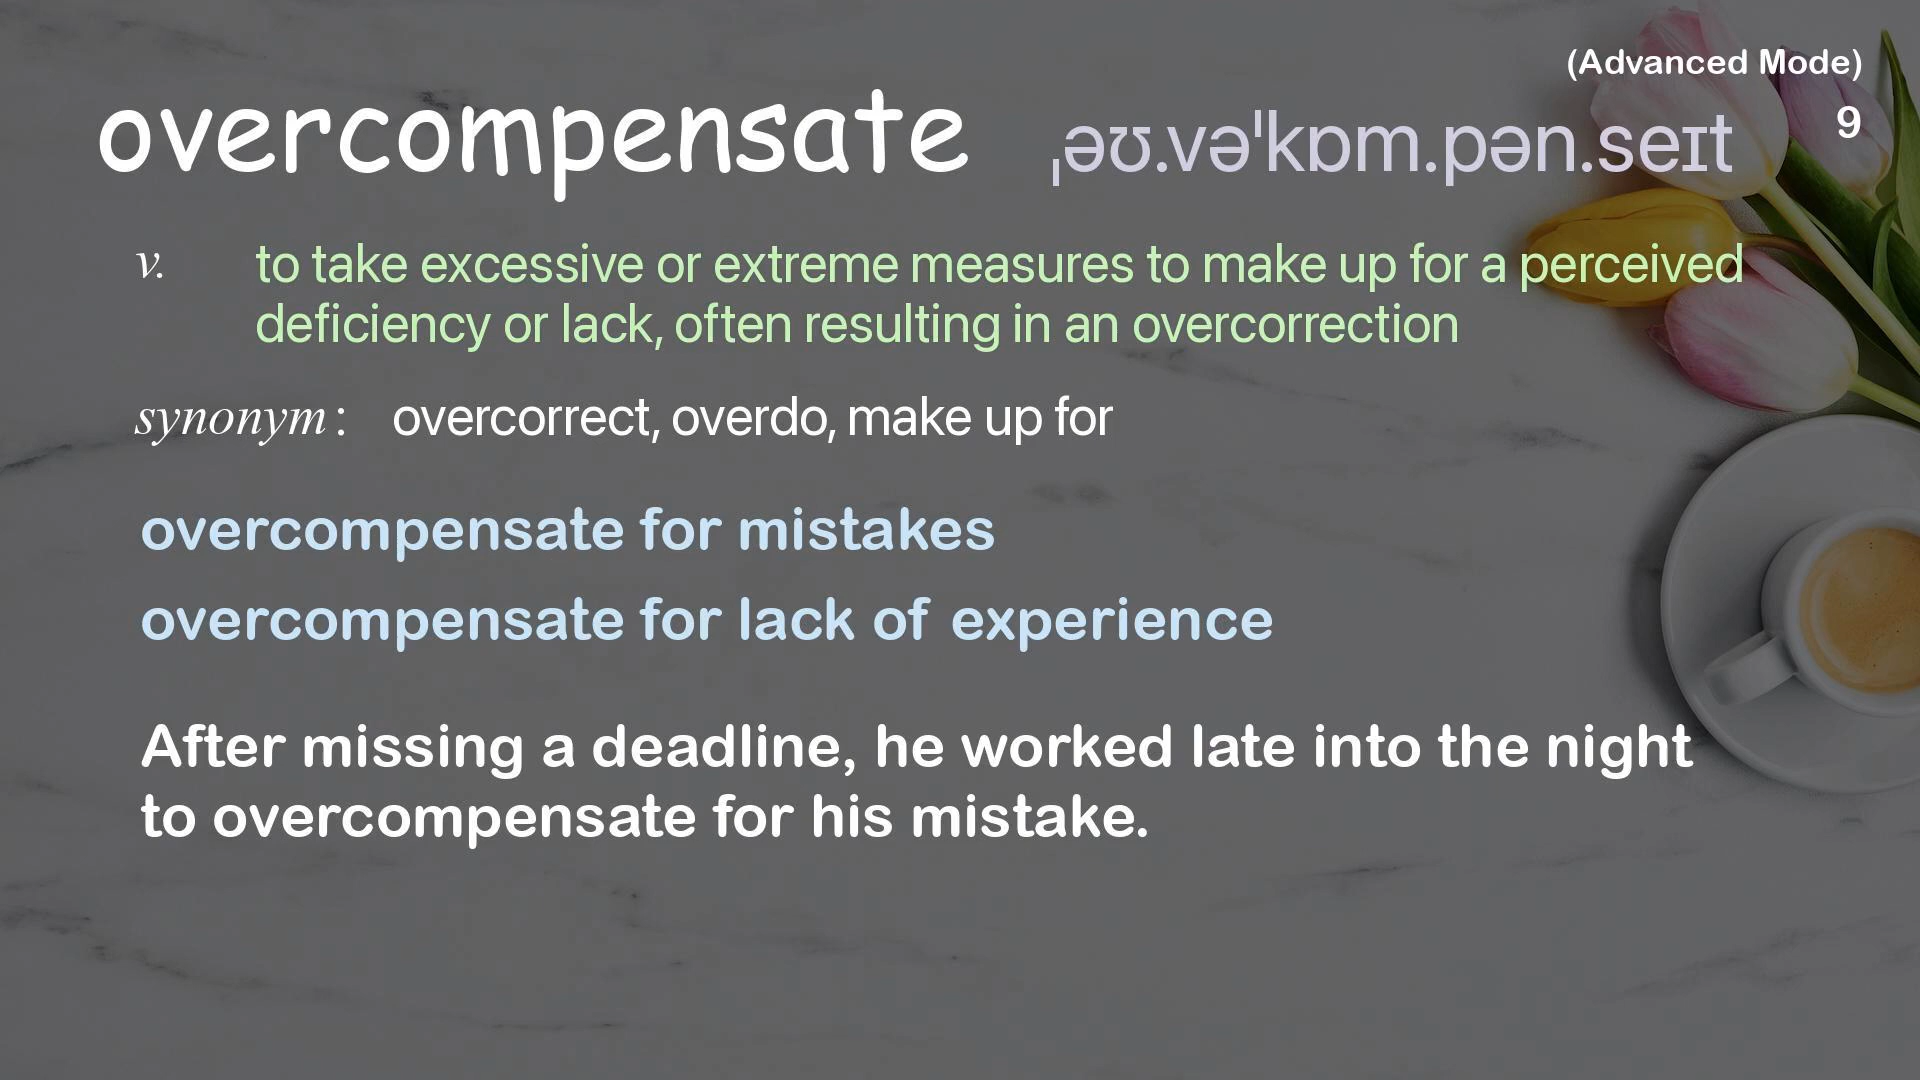 (Advanced Mode)
overcompensate ˌəʊ.vəˈkɒm.pən.seɪt 9
v. to take excessive or extreme measures to make up for a perceived
deficiency or lack, often resulting in an overcorrection
synonym: overcorrect, overdo, make up for
overcompensate for mistakes
overcompensate for lack of experience
After missing a deadline, he worked late into the night
to overcompensate for his mistake.